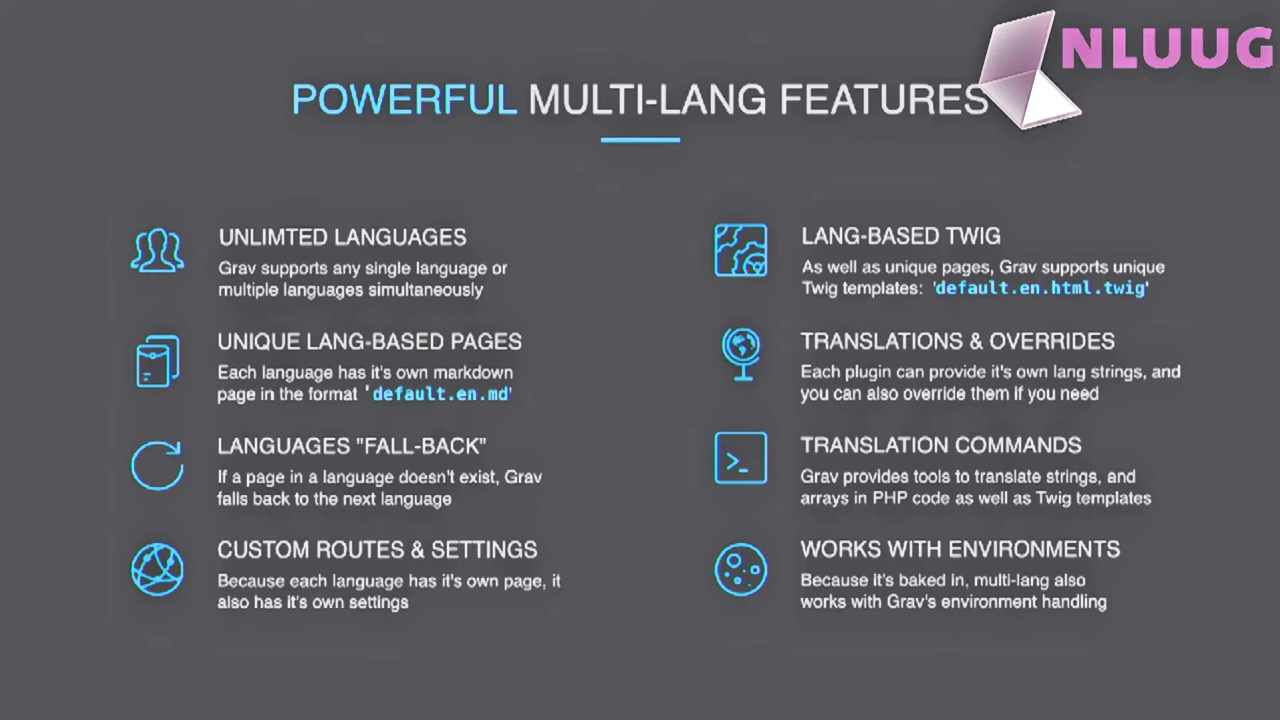 NLUUG
POWERFUL MULTI-LANG FEATURES
UNLIMTED LANGUAGES
Grav supports any single language or
multiple languages simultaneously
UNIQUE LANG-BASED PAGES
Each language has it's own markdown
page in the format 'default.en.md'
LANGUAGES "FALL-BACK"
If a page in a language doesn't exist, Grav
falls back to the next language
CUSTOM ROUTES & SETTINGS
Because each language has it's own page, it
also has it's own settings
LANG-BASED TWIG
As well as unique pages, Grav supports unique
Twig templates: 'default.en.html.twig'
TRANSLATIONS & OVERRIDES
Each plugin can provide it's own lang strings, and
you can also override them if you need
TRANSLATION COMMANDS
Grav provides tools to translate strings, and
arrays in PHP code as well as Twig templates
WORKS WITH ENVIRONMENTS
Because it's baked in, multi-lang also
works with Grav's environment handling